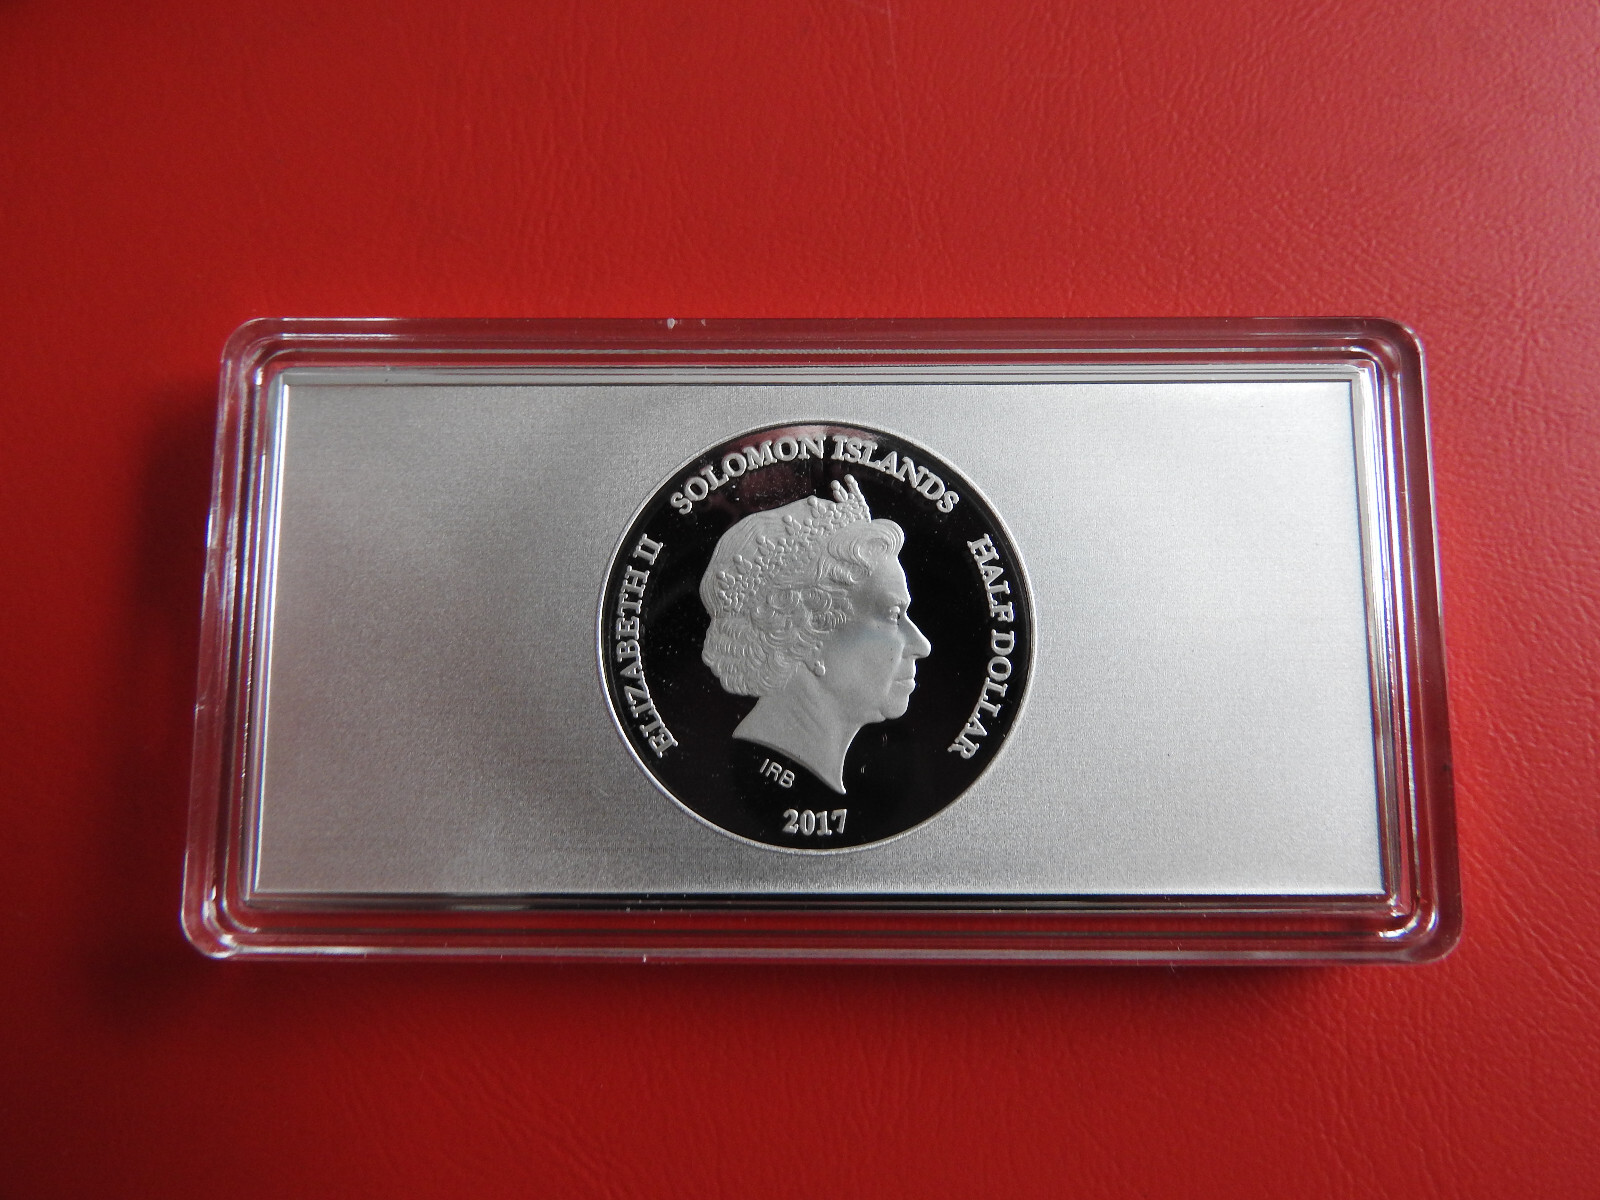 ELIZABETH II
SOLOMON ISLANDS
HALF DOLLAR
IRB
2017